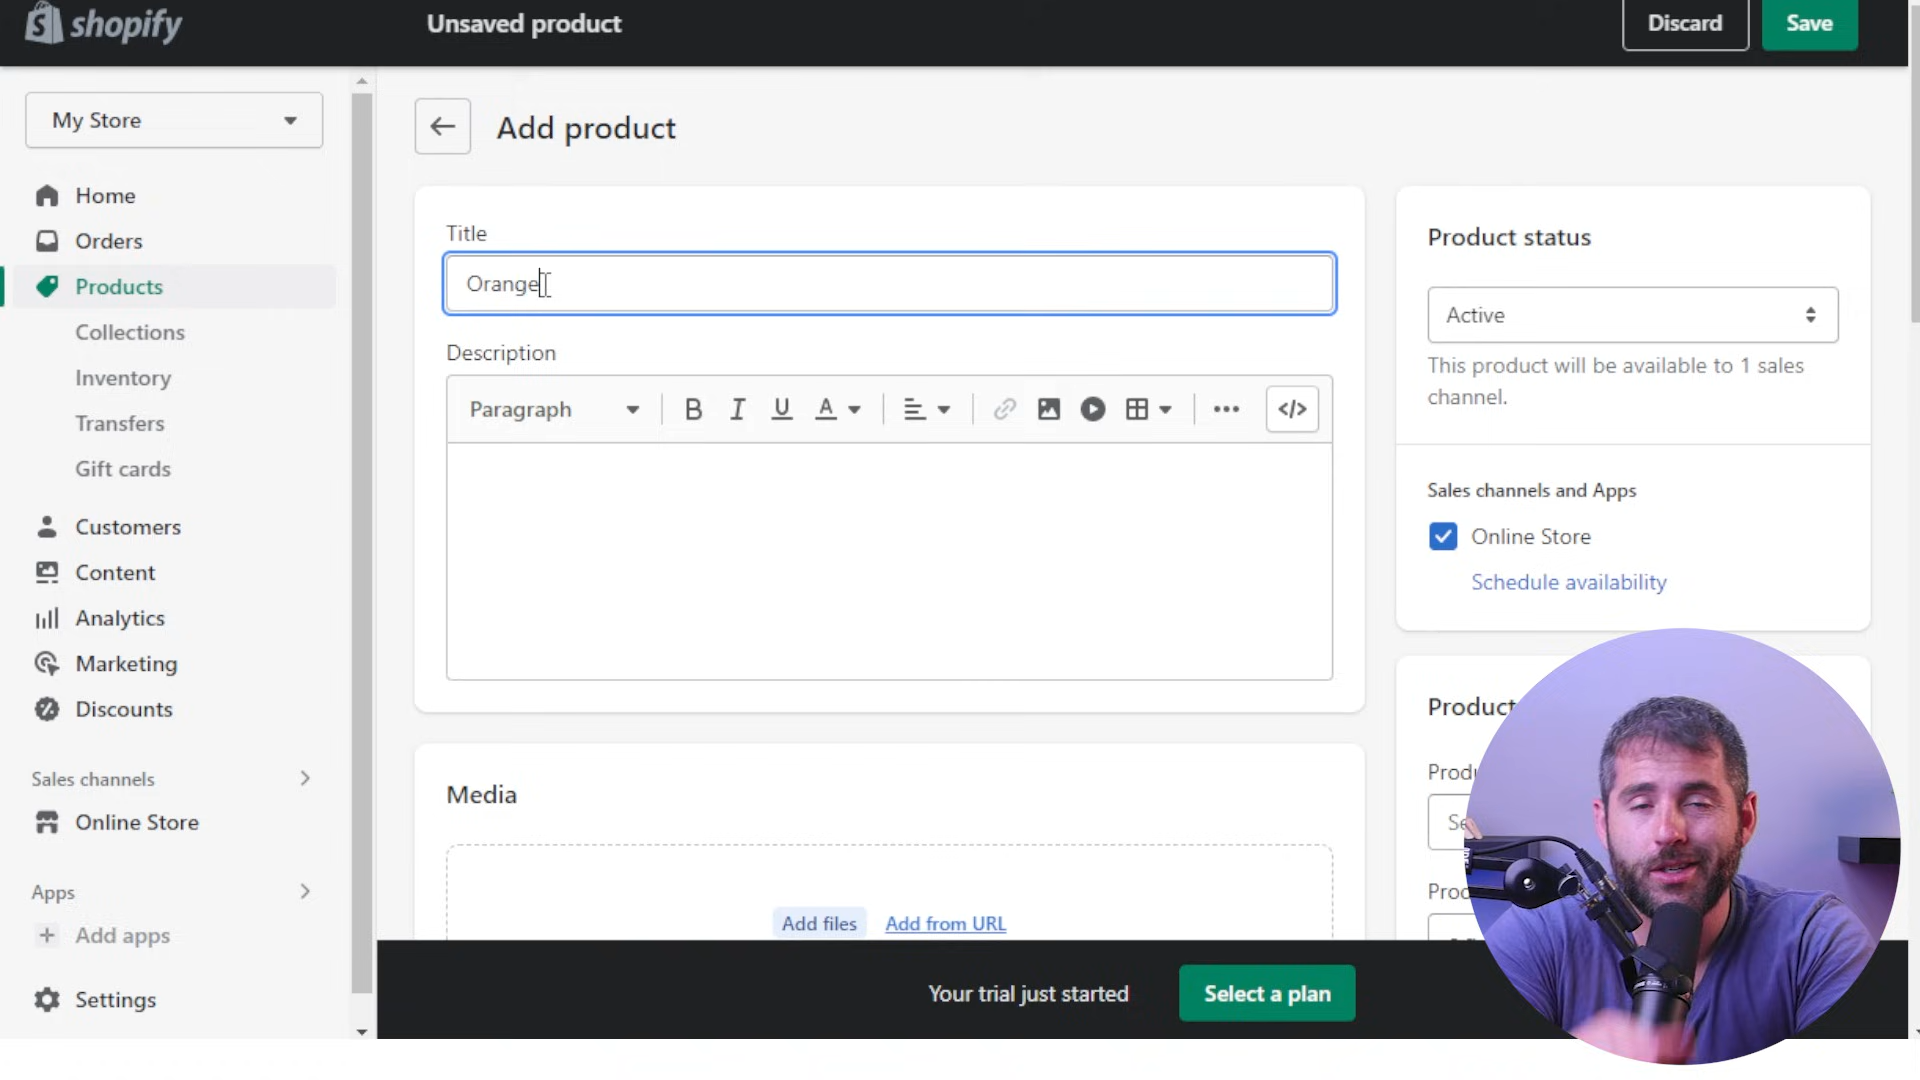 shopify
Unsaved product
Discard
Save
My Store
Add product
Home
Orders
Products
Collections
Inventory
Transfers
Gift cards
Customers
Content
Analytics
Marketing
Discounts
Sales channels
Online Store
Apps
Add apps
Settings
Title
Orange
Description
Paragraph
B I U A
</>
Media
Add files
Add from URL
Product status
Active
This product will be available to 1 sales
channel.
Sales channels and Apps
Online Store
Schedule availability
Product
Your trial just started
Select a plan